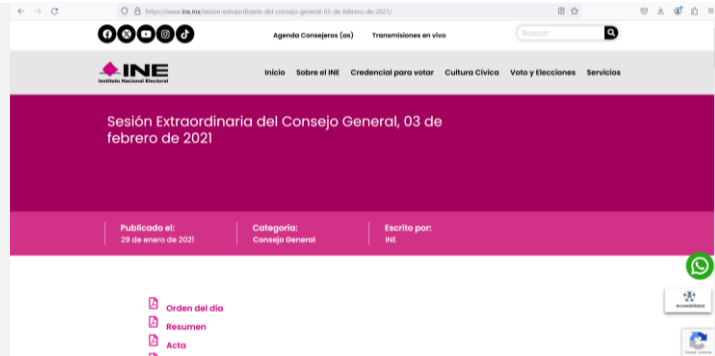 https://www.ine.mx/sesion-extraordinaria-del-consejo-general-03-de-febrero-de-2021/
Agenda Consejeros (as) Transmisiones en vivo Buscar
INE
Instituto Nacional Electoral
Inicio Sobre el INE Credencial para votar Cultura Cívica Voto y Elecciones Servicios
Sesión Extraordinaria del Consejo General, 03 de
febrero de 2021
Publicado el: Categoría: Escrito por:
29 de enero de 2021 Consejo General INE
Orden del día
Accesibilidad
Resumen
Acta